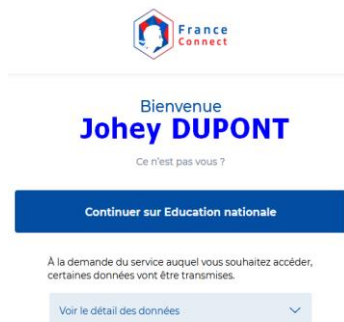 France
Connect
Bienvenue
Johey DUPONT
Ce n'est pas vous ?
Continuer sur Education nationale
À la demande du service auquel vous souhaitez accéder,
certaines données vont être transmises.
Voir le détail des données